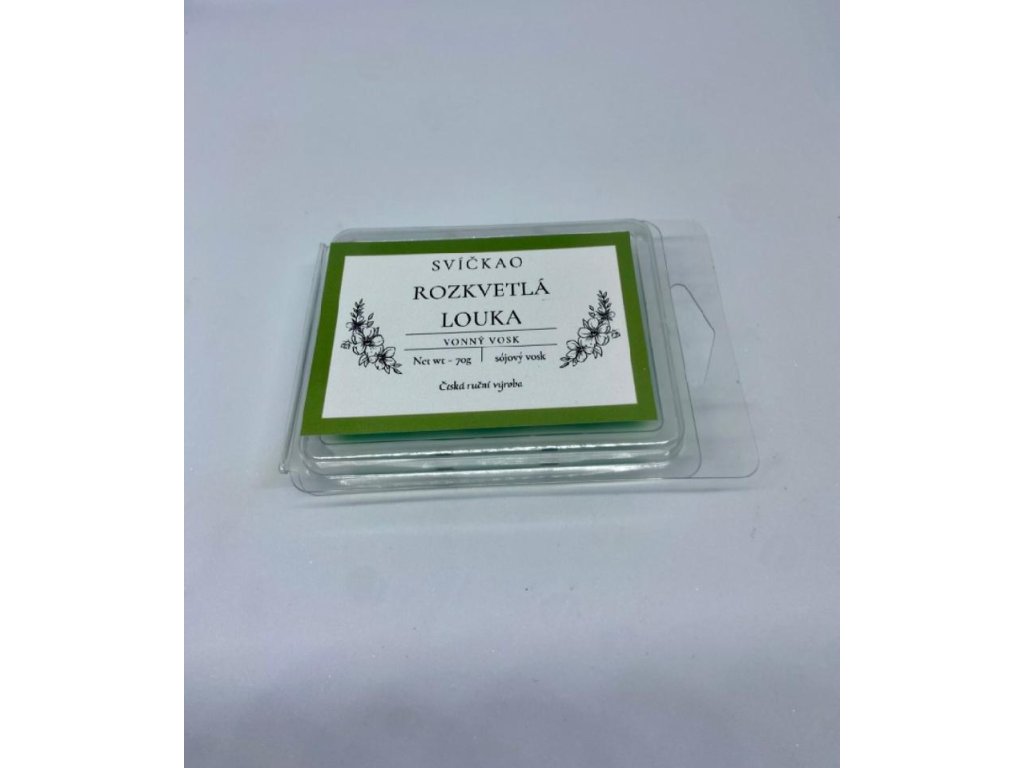 SVÍČKAO
ROZKVETLÁ
LOUKA
VONNÝ VOSK
Net wt - 70g | sójový vosk
Česká ruční výroba